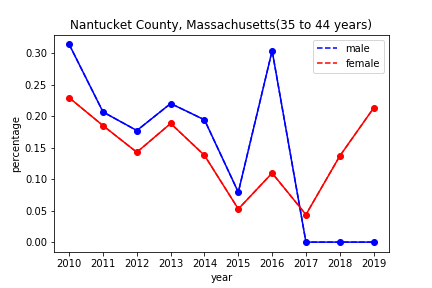 Nantucket County, Massachusetts(35 to 44 years)
male
female
percentage
0.30
0.25
0.20
0.15
0.10
0.05
0.00
2010 2011 2012 2013 2014 2015 2016 2017 2018 2019
year